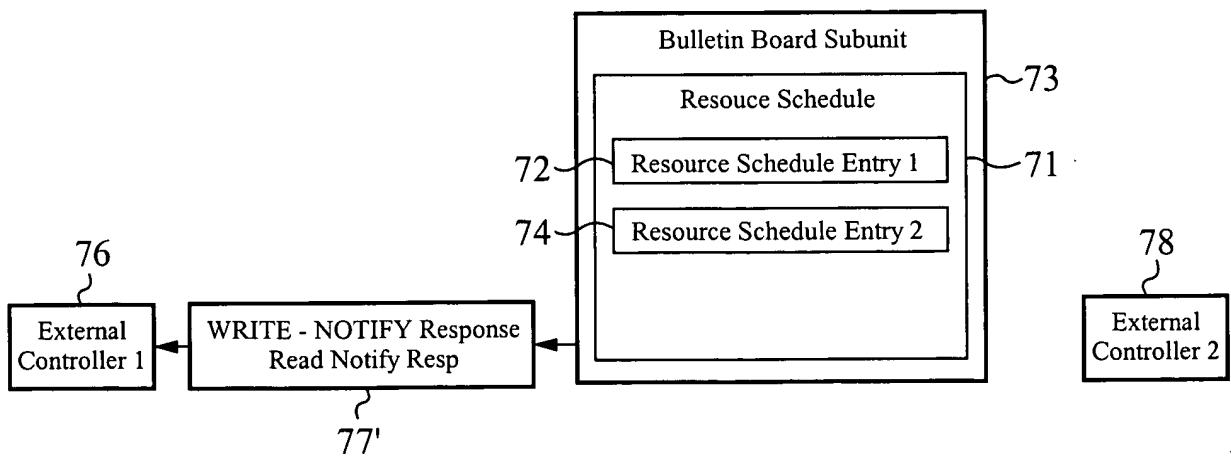 Bulletin Board Subunit
73
Resouce Schedule
72
Resource Schedule Entry 1
71
74
Resource Schedule Entry 2
76
78
External
Controller 1
WRITE - NOTIFY Response
Read Notify Resp
External
Controller 2
77'